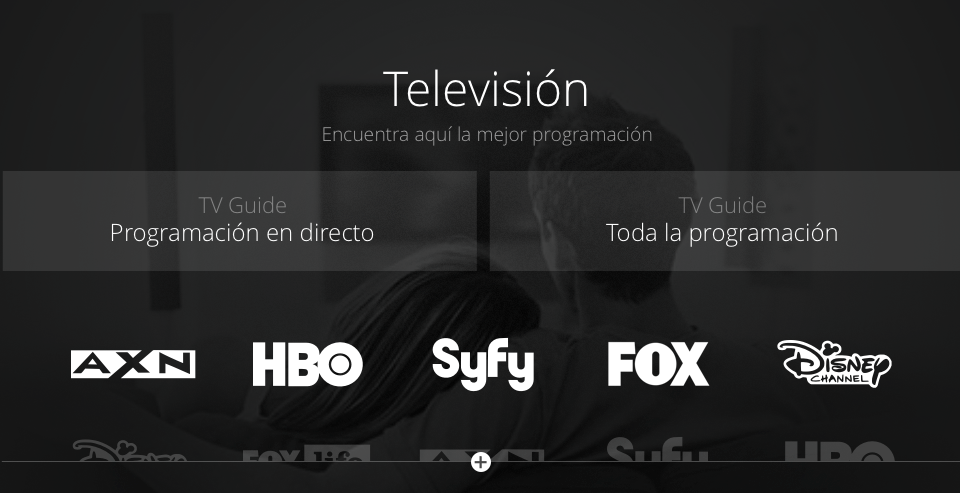 Televisión
Encuentra aquí la mejor programación
TV Guide
Programación en directo
TV Guide
Toda la programación
AXN HBO Syfy FOX DISNEY CHANNEL
DISNEY FOX life AXN Syfy HBO